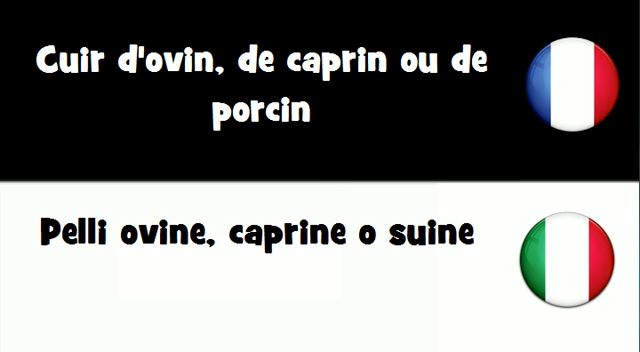 Cuir d'ovin, de caprin ou de
porcin
Pelli ovine, caprine o suine